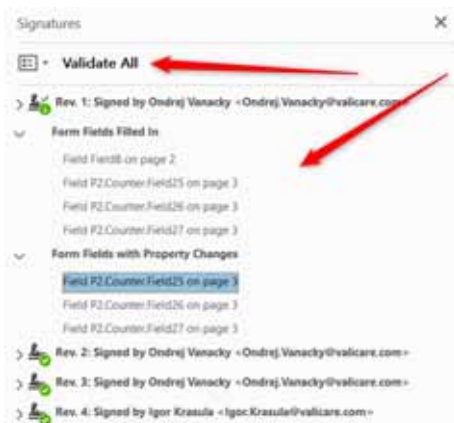 Signatures
Validate All
Rev. 1: Signed by Ondrej Vanacky <Ondrej.Vanacky@valicare.com>
Form Fields Filled In
Field Field8 on page 2
Field P2.Counter.Field25 on page 3
Field P2.Counter.Field26 on page 3
Field P2.Counter.Field27 on page 3
Form Fields with Property Changes
Field P2.Counter.Field25 on page 3
Field P2.Counter.Field26 on page 3
Field P2.Counter.Field27 on page 3
Rev. 2: Signed by Ondrej Vanacky <Ondrej.Vanacky@valicare.com>
Rev. 3: Signed by Ondrej Vanacky <Ondrej.Vanacky@valicare.com>
Rev. 4: Signed by Igor Krasula <Igor.Krasula@valicare.com>